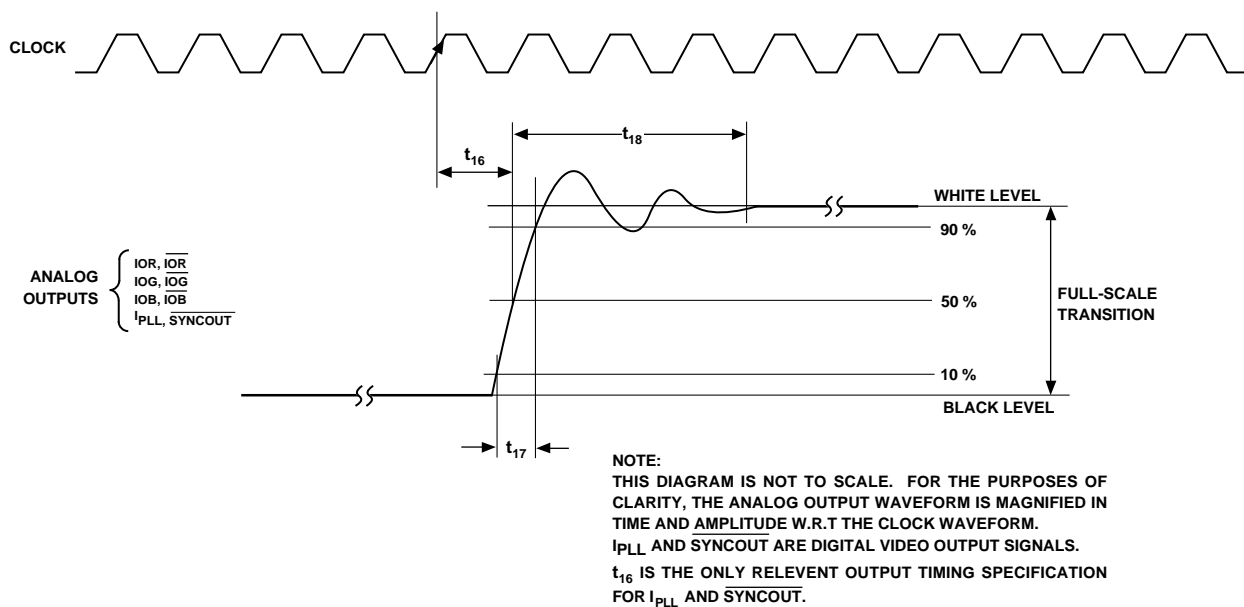 CLOCK
t16
t18
WHITE LEVEL
90 %
ANALOG
OUTPUTS
IOR, IOR
IOG, IOG
IOB, IOB
IPLL, SYNCOUT
50 %
FULL-SCALE
TRANSITION
10 %
BLACK LEVEL
t17
NOTE:
THIS DIAGRAM IS NOT TO SCALE. FOR THE PURPOSES OF
CLARITY, THE ANALOG OUTPUT WAVEFORM IS MAGNIFIED IN
TIME AND AMPLITUDE W.R.T THE CLOCK WAVEFORM.
IPLL AND SYNCOUT ARE DIGITAL VIDEO OUTPUT SIGNALS.
t16 IS THE ONLY RELEVENT OUTPUT TIMING SPECIFICATION
FOR IPLL AND SYNCOUT.